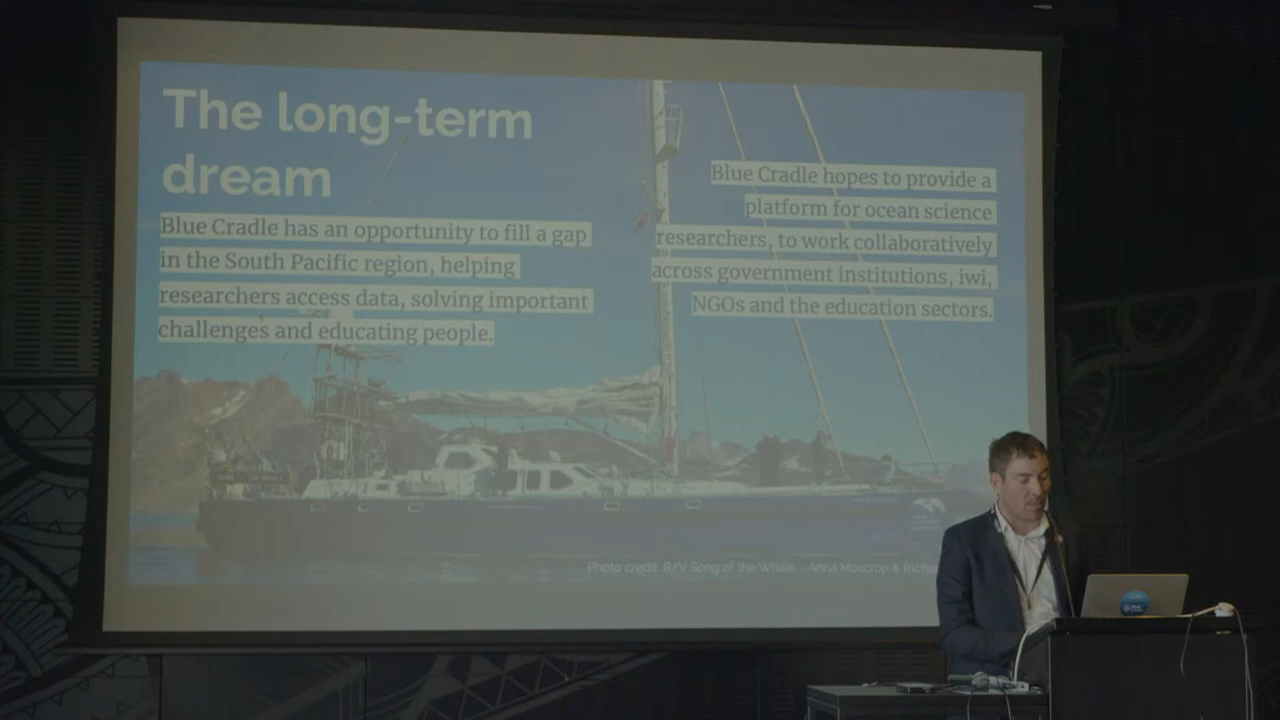 The long-term
dream
Blue Cradle has an opportunity to fill a gap
in the South Pacific region, helping
researchers access data, solving important
challenges and educating people.
Blue Cradle hopes to provide a
platform for ocean science
researchers, to work collaboratively
across government institutions, iwi,
NGOs and the education sectors.
Photo credit: R/V Song of the Whale - Anna Moscrop &